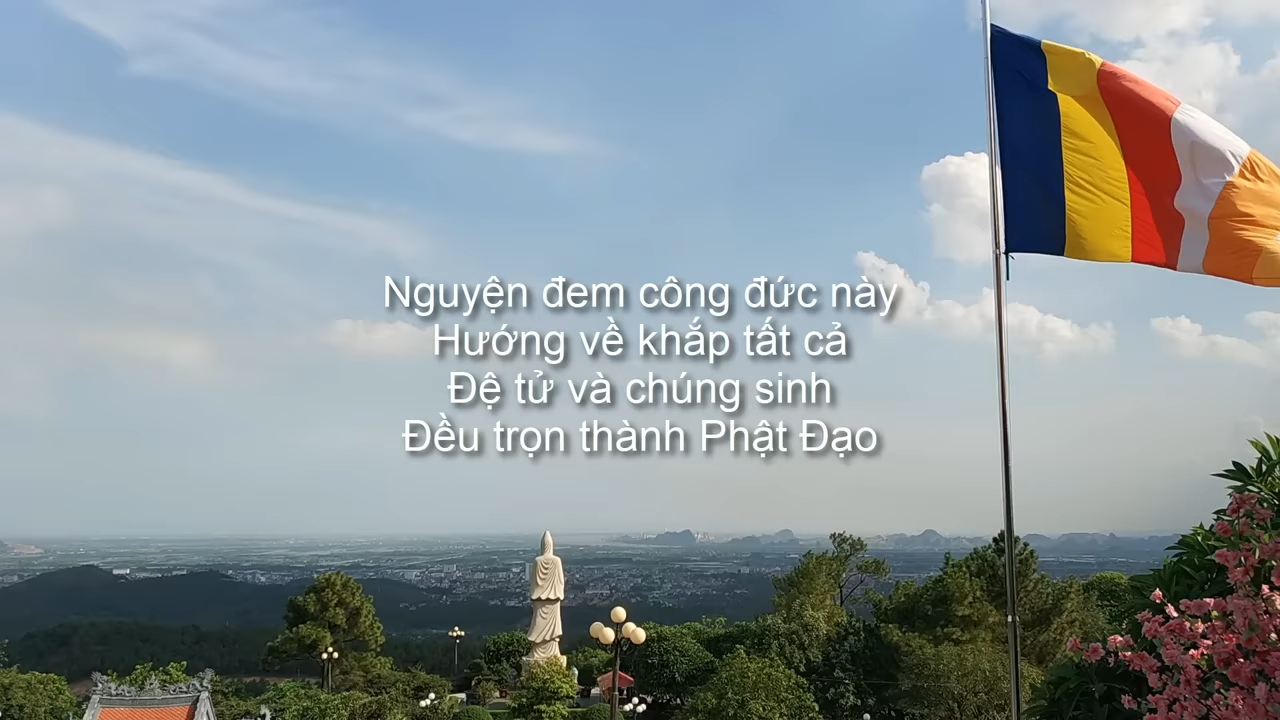 Nguyện đem công đức này
Hướng về khắp tất cả
Đệ tử và chúng sinh
Đều trọn thành Phật Đạo